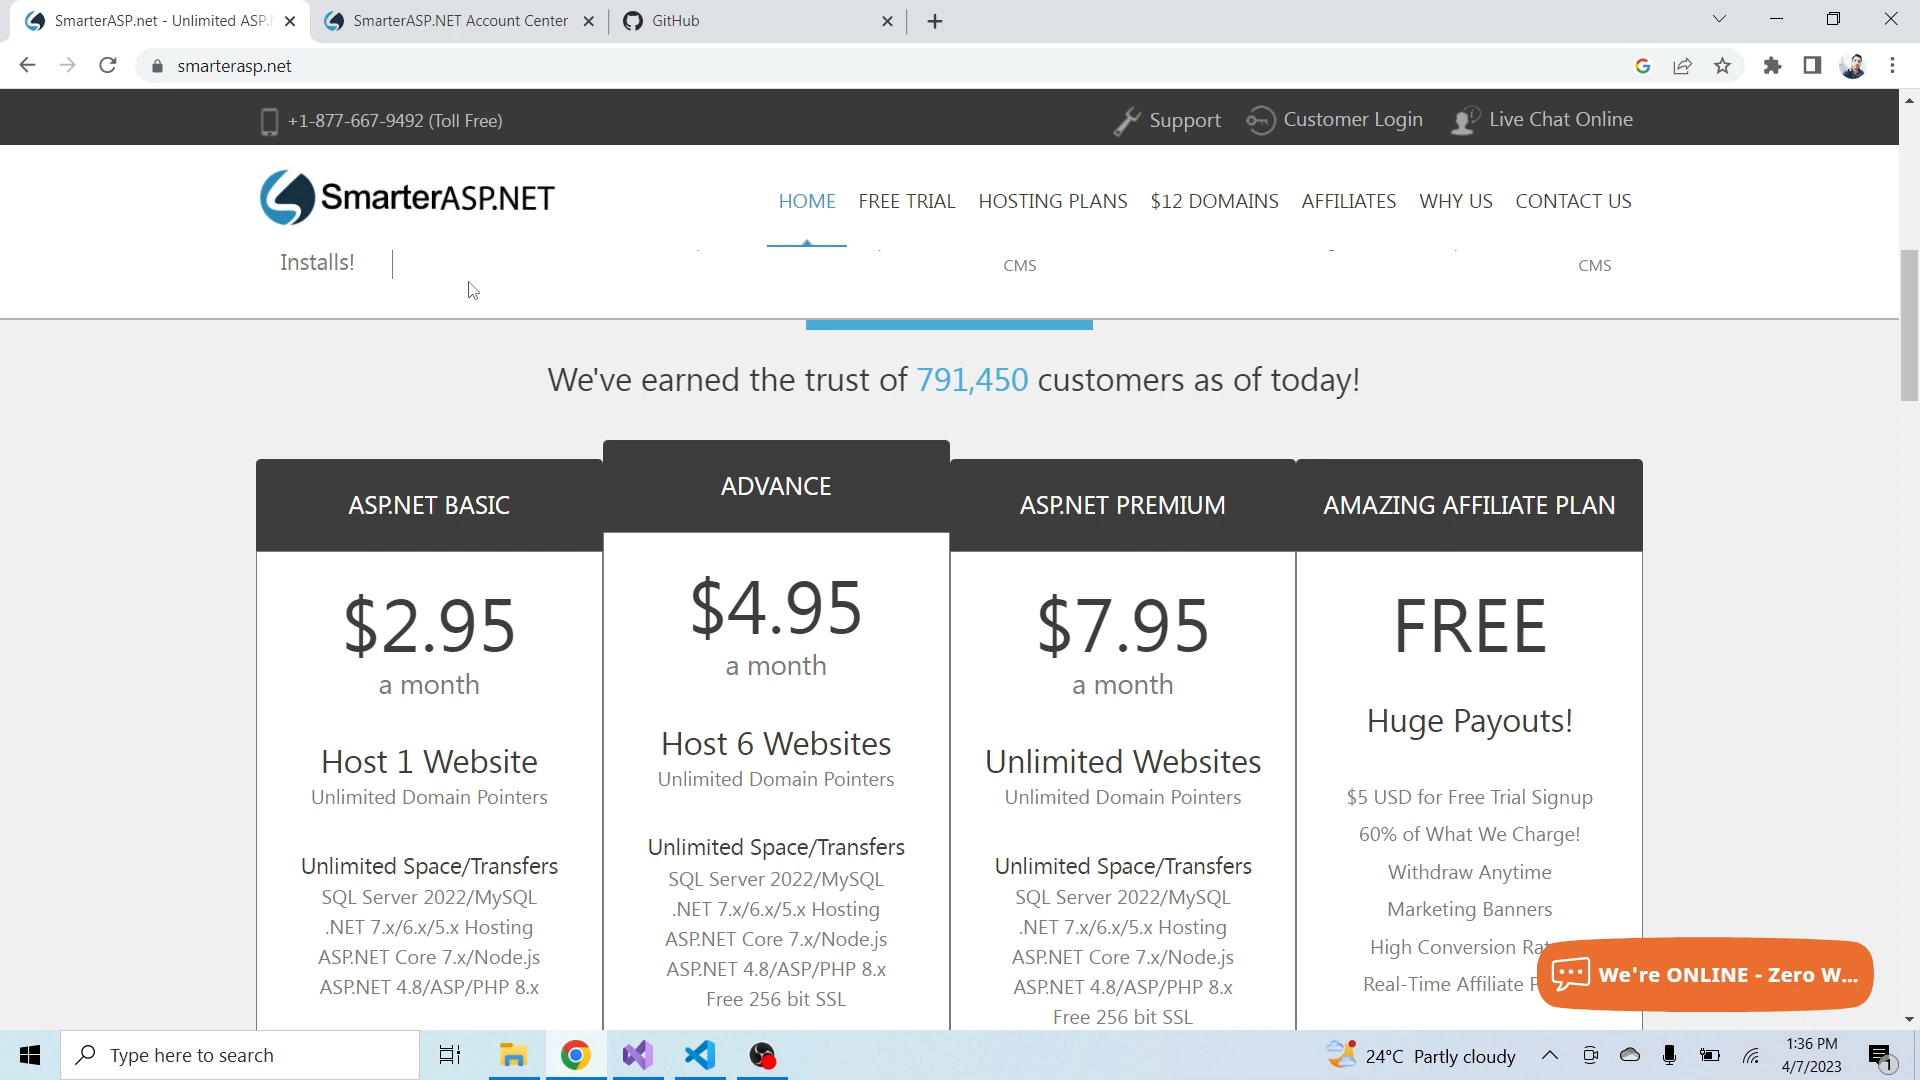 SmarterASP.net - Unlimited ASP.
SmarterASP.NET Account Center
GitHub
smarterasp.net
+1-877-667-9492 (Toll Free)
Support
Customer Login
Live Chat Online
SmarterASP.NET
HOME
FREE TRIAL
HOSTING PLANS
$12 DOMAINS
AFFILIATES
WHY US
CONTACT US
Installs!
CMS
CMS
We've earned the trust of 791,450 customers as of today!
ASP.NET BASIC
$2.95
a month
Host 1 Website
Unlimited Domain Pointers
Unlimited Space/Transfers
SQL Server 2022/MySQL
.NET 7.x/6.x/5.x Hosting
ASP.NET Core 7.x/Node.js
ASP.NET 4.8/ASP/PHP 8.x
ADVANCE
$4.95
a month
Host 6 Websites
Unlimited Domain Pointers
Unlimited Space/Transfers
SQL Server 2022/MySQL
.NET 7.x/6.x/5.x Hosting
ASP.NET Core 7.x/Node.js
ASP.NET 4.8/ASP/PHP 8.x
Free 256 bit SSL
ASP.NET PREMIUM
$7.95
a month
Unlimited Websites
Unlimited Domain Pointers
Unlimited Space/Transfers
SQL Server 2022/MySQL
.NET 7.x/6.x/5.x Hosting
ASP.NET Core 7.x/Node.js
ASP.NET 4.8/ASP/PHP 8.x
Free 256 bit SSL
AMAZING AFFILIATE PLAN
FREE
Huge Payouts!
$5 USD for Free Trial Signup
60% of What We Charge!
Withdraw Anytime
Marketing Banners
High Conversion
Real-Time Affiliate
We're ONLINE - Zero W...
Type here to search
24°C Partly cloudy
1:36 PM
4/7/2023
1